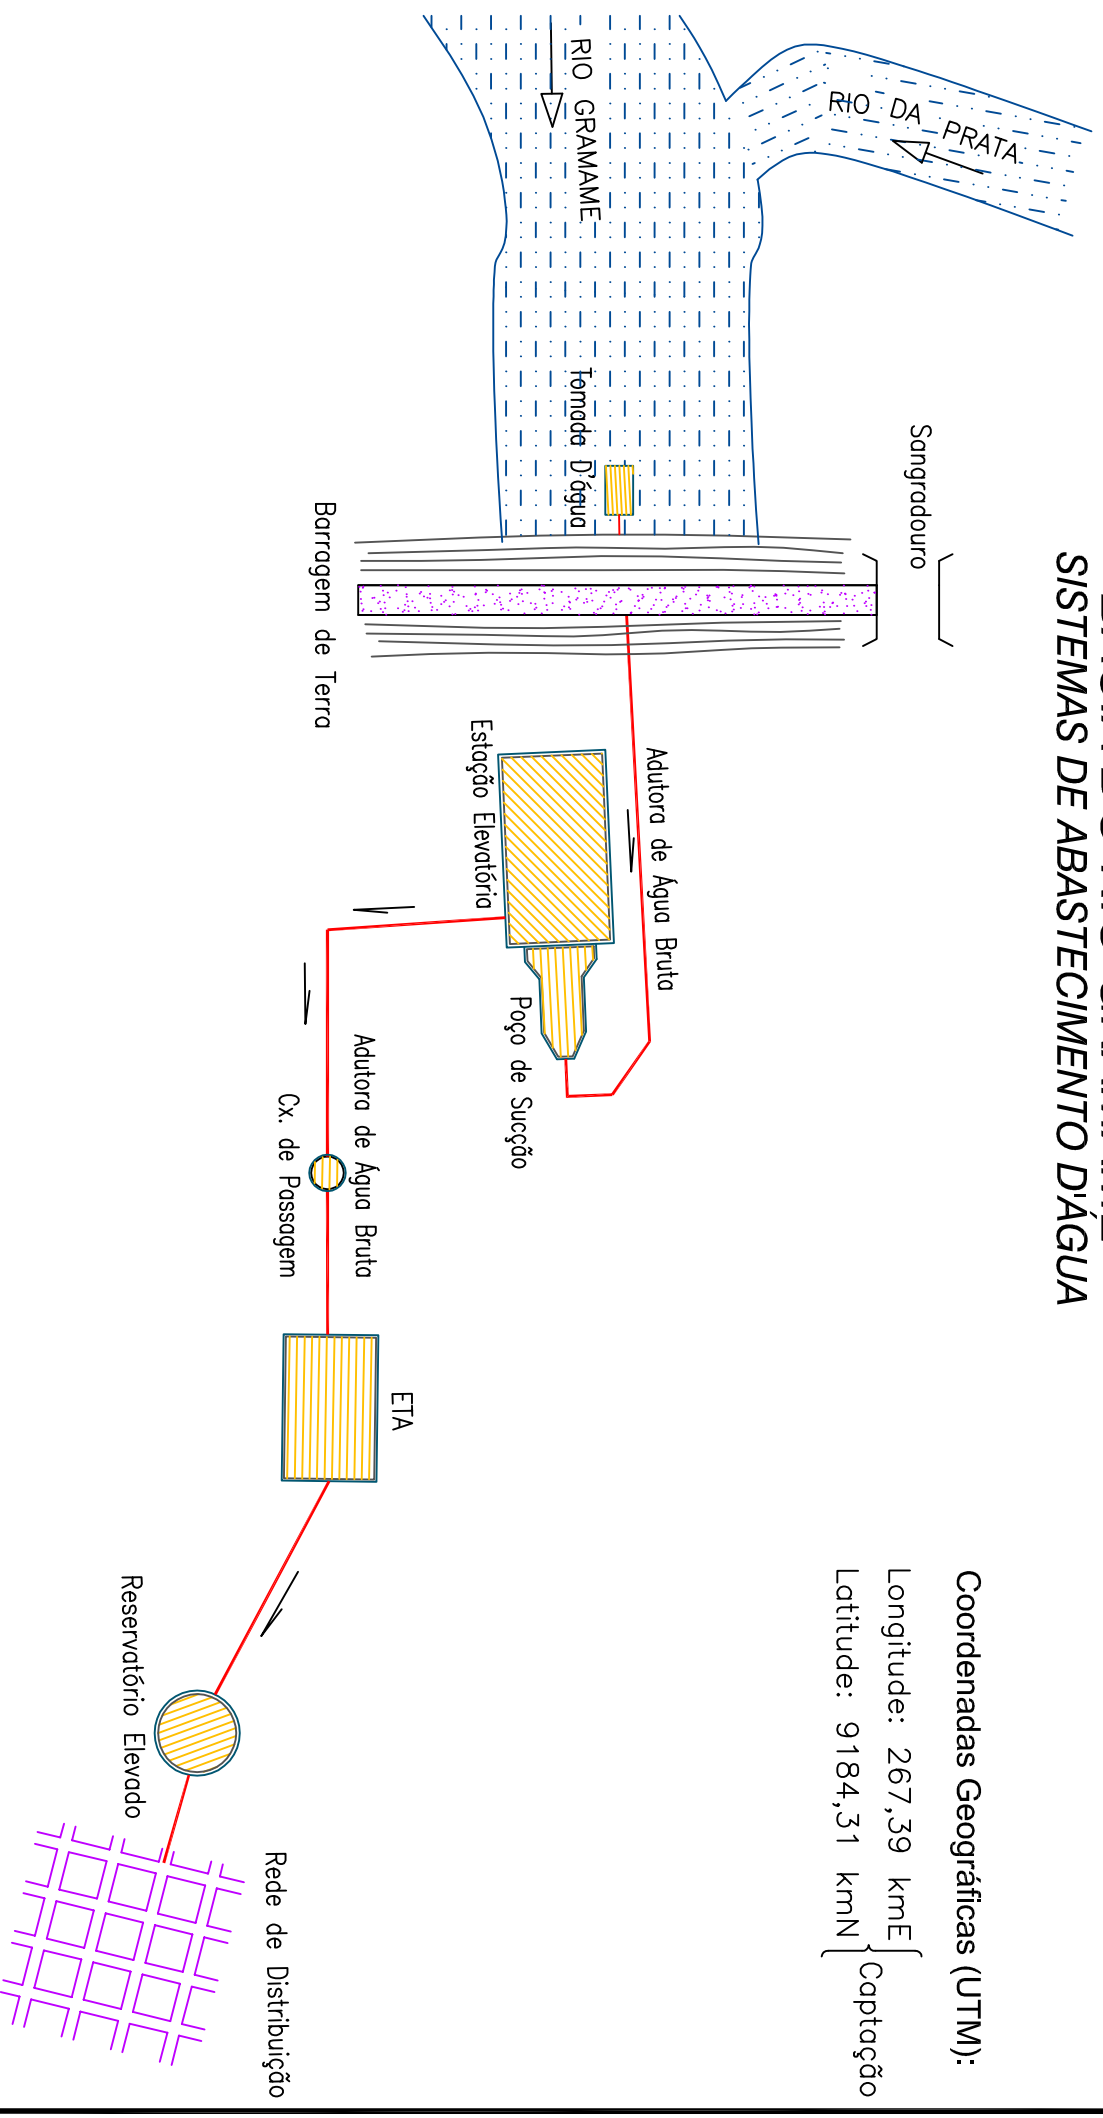 SISTEMAS DE ABASTECIMENTO D'ÁGUA
RIO DA PRATA
RIO GRAMAME
Sangradouro
Tomada D'água
Barragem de Terra
Coordenadas Geográficas (UTM):
Longitude: 267,39 kmE
Latitude: 9184,31 kmN
Captação
Adutora de Água Bruta
Estação Elevatória
Poço de Sucção
Adutora de Água Bruta
Cx. de Passagem
ETA
Reservatório Elevado
Rede de Distribuição